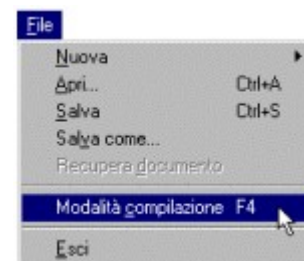 File
Nuova
Apri... Ctrl+A
Salva Ctrl+S
Salva come...
Recupera documento
Modalità compilazione F4
Esci